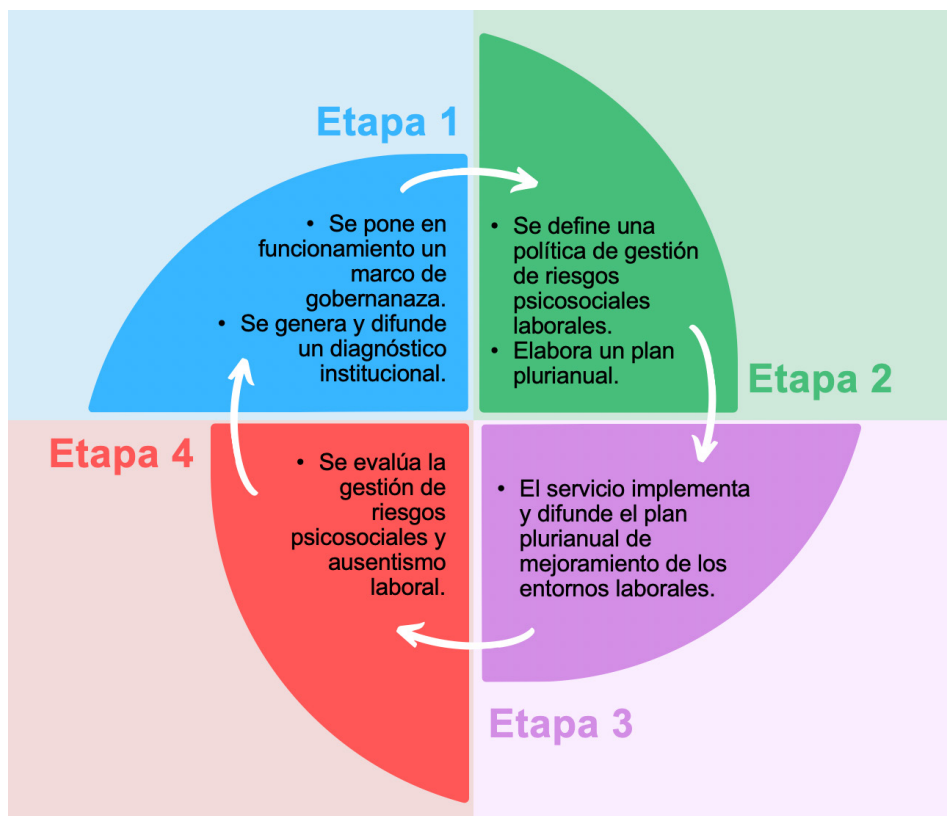 Etapa 1
• Se pone en
funcionamiento un
marco de
gobernanaza.
• Se genera y difunde
un diagnóstico
institucional.
Etapa 2
• Se define una
política de gestión
de riesgos
psicosociales
laborales.
• Elabora un plan
plurianual.
Etapa 3
• El servicio implementa
y difunde el plan
plurianual de
mejoramiento de los
entornos laborales.
Etapa 4
• Se evalúa la
gestión de
riesgos
psicosociales y
ausentismo
laboral.